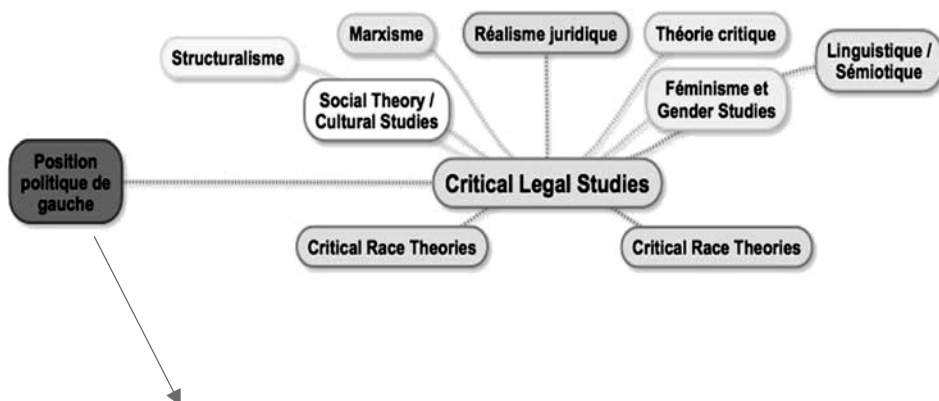 Structuralisme
Marxisme
Réalisme juridique
Théorie critique
Linguistique /
Sémiotique
Social Theory /
Cultural Studies
Féminisme et
Gender Studies
Position
politique de
gauche
Critical Legal Studies
Critical Race Theories
Critical Race Theories